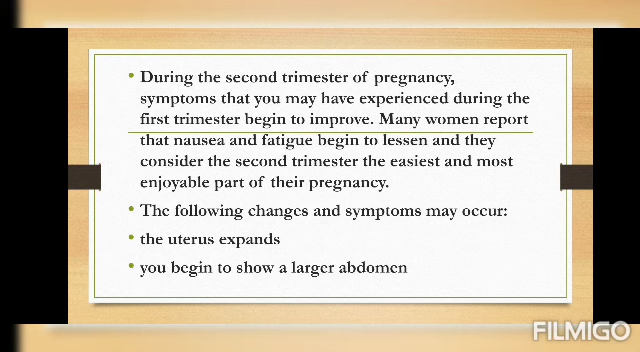 • During the second trimester of pregnancy,
symptoms that you may have experienced during the
first trimester begin to improve. Many women report
that nausea and fatigue begin to lessen and they
consider the second trimester the easiest and most
enjoyable part of their pregnancy.
• The following changes and symptoms may occur:
• the uterus expands
• you begin to show a larger abdomen
FILMIGO